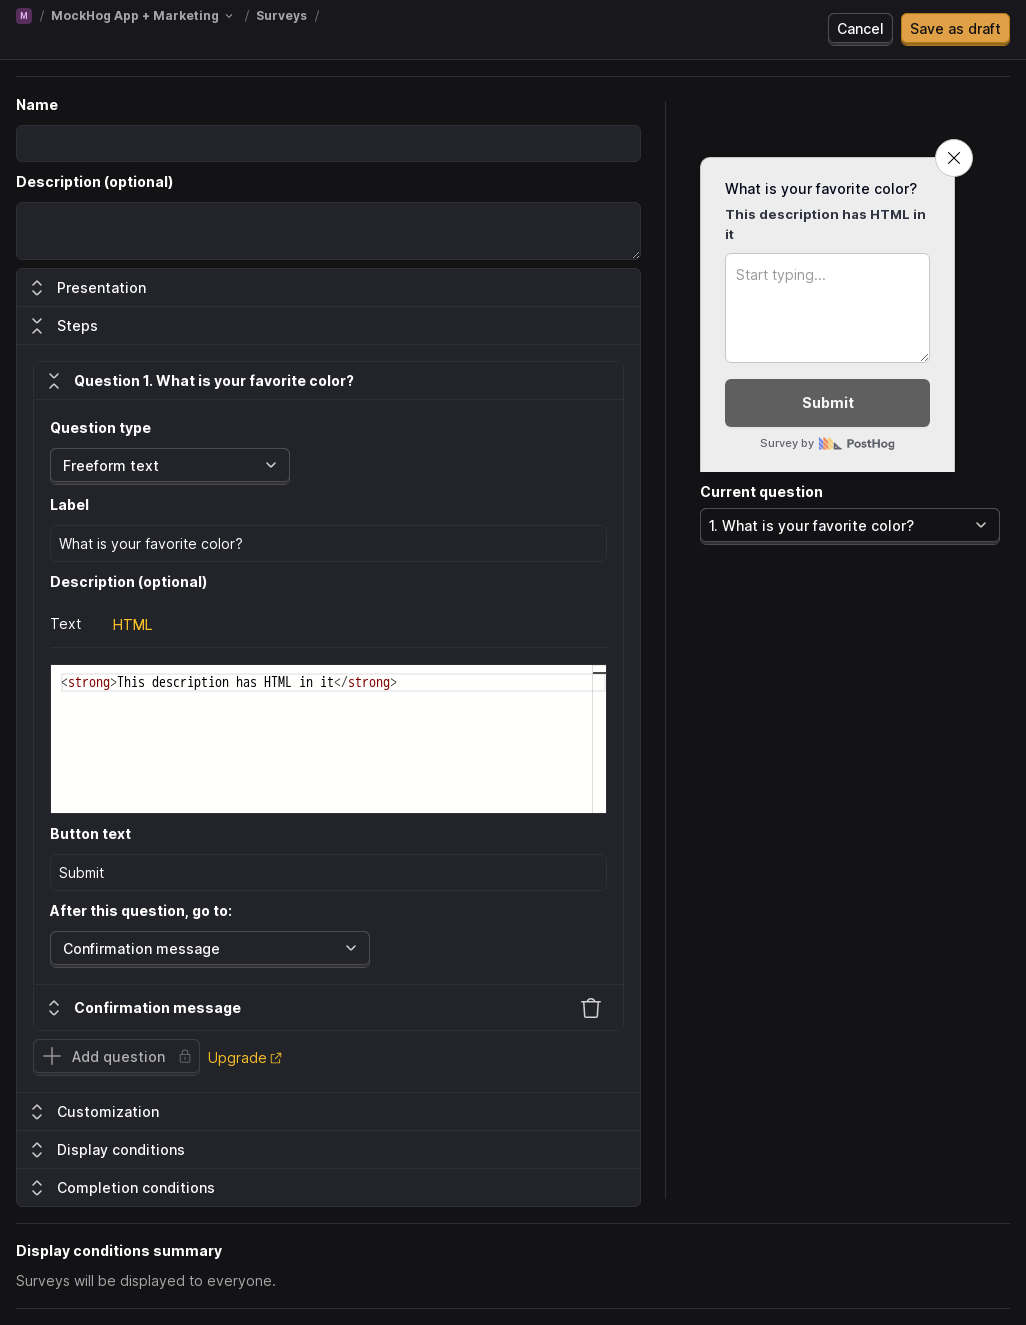 M / MockHog App + Marketing / Surveys /
Cancel
Save as draft
Name
Description (optional)
Presentation
Steps
Question 1. What is your favorite color?
Question type
Freeform text
Label
What is your favorite color?
Description (optional)
Text
HTML
<strong>This description has HTML in it</strong>
Button text
Submit
After this question, go to:
Confirmation message
Confirmation message
Add question
Upgrade
Customization
Display conditions
Completion conditions
What is your favorite color?
This description has HTML in
it
Start typing...
Submit
Survey by PostHog
Current question
1. What is your favorite color?
Display conditions summary
Surveys will be displayed to everyone.